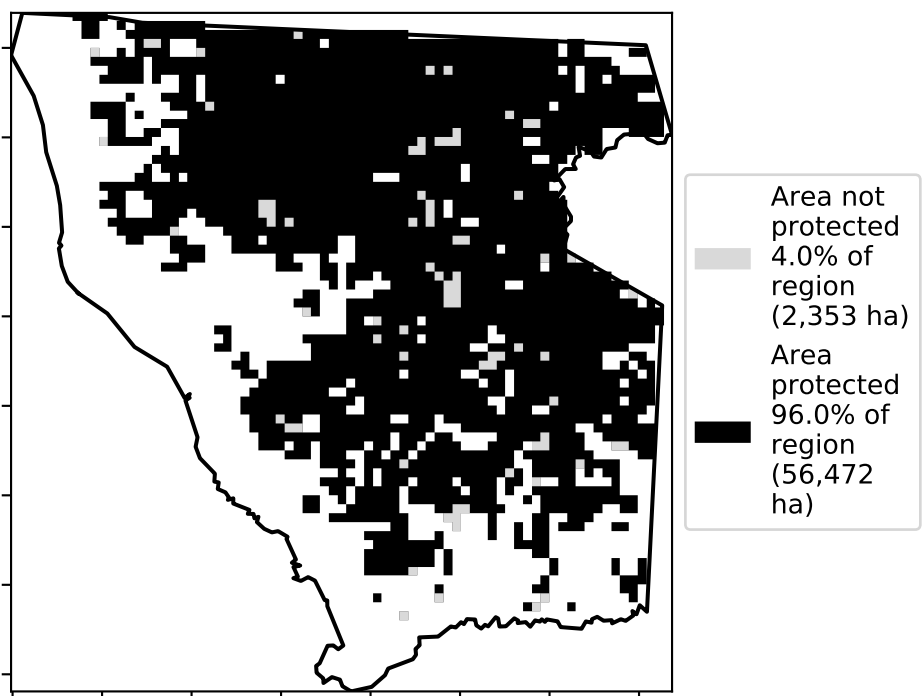 Area not
protected
4.0% of
region
(2,353 ha)
Area
protected
96.0% of
region
(56,472
ha)